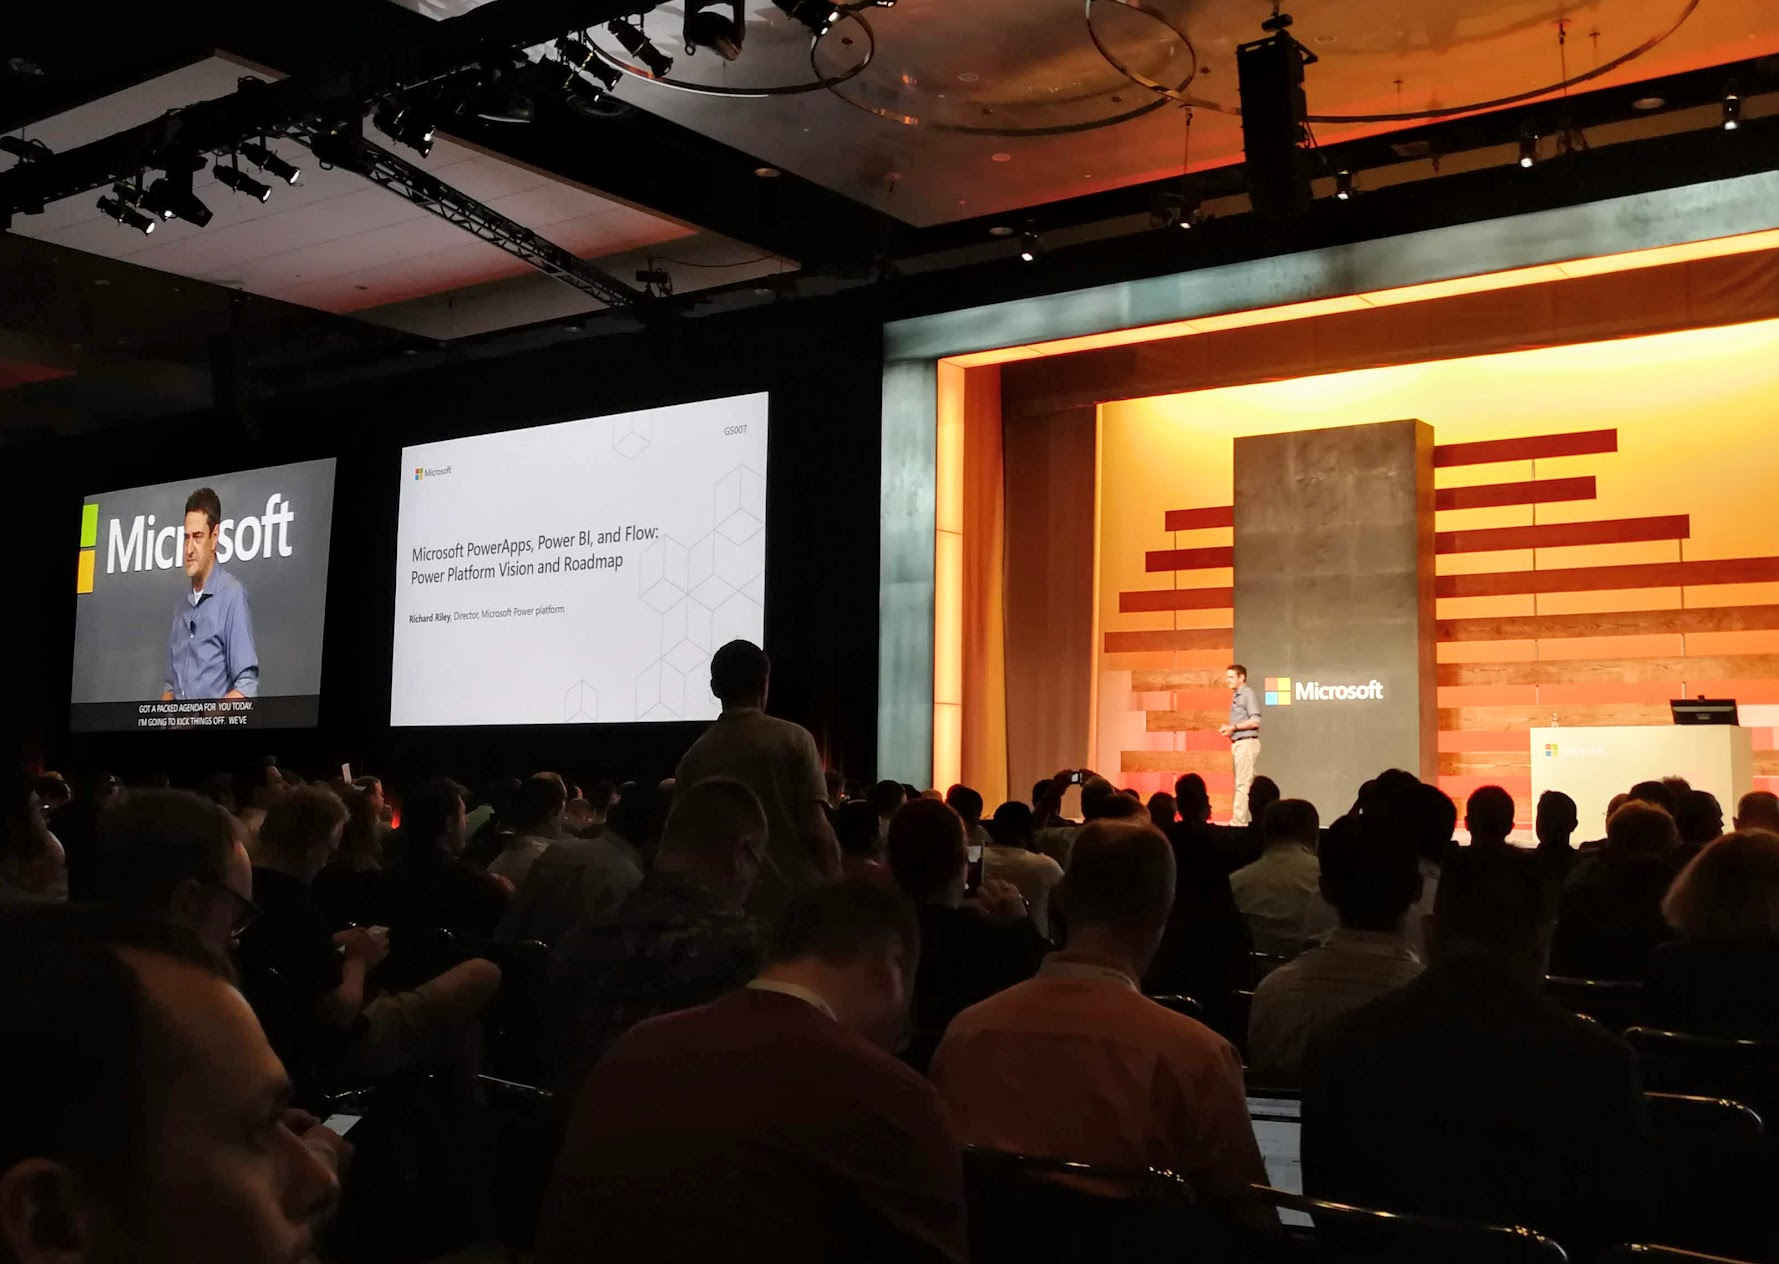 Microsoft
GOT A PACKED AGENDA FOR YOU TODAY.
I'M GOING TO KICK THINGS OFF. WE'VE
GS007
Microsoft
Microsoft PowerApps, Power BI, and Flow:
Power Platform Vision and Roadmap
Richard Riley, Director, Microsoft Power platform
Microsoft
Microsoft